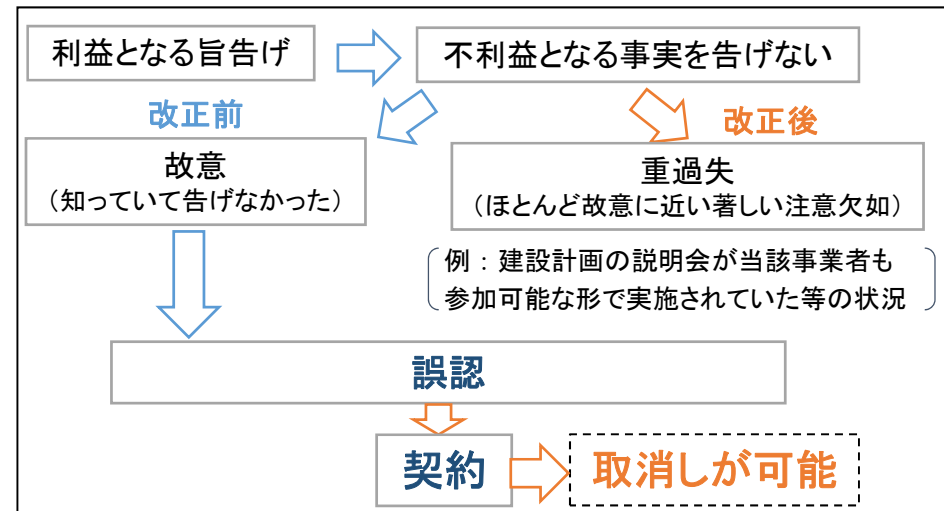 利益となる旨告げ
不利益となる事実を告げない
改正前
改正後
故意
（知っていて告げなかった）
重過失
（ほとんど故意に近い著しい注意欠如）
例：建設計画の説明会が当該事業者も
参加可能な形で実施されていた等の状況
誤認
契約
取消しが可能